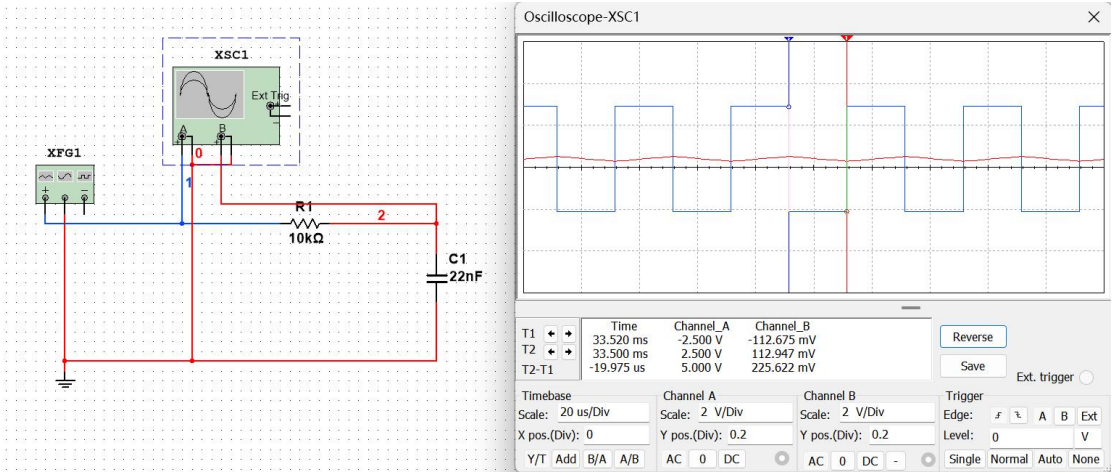 XSC1
Ext Trig
+
−
A
B
+
−
+
−
0
XFG1
+
−
1
R1
10kΩ
2
C1
22nF
Oscilloscope-XSC1
T1
T2
T2-T1
Time Channel_A Channel_B
33.520 ms -2.500 V -112.675 mV
33.500 ms 2.500 V 112.947 mV
-19.975 us 5.000 V 225.622 mV
Reverse
Save
Ext. trigger
Timebase
Scale: 20 us/Div
X pos.(Div): 0
Y/T Add B/A A/B
Channel A
Scale: 2 V/Div
Y pos.(Div): 0.2
AC 0 DC
Channel B
Scale: 2 V/Div
Y pos.(Div): 0.2
AC 0 DC -
Trigger
Edge: A B Ext
Level: 0 V
Single Normal Auto None